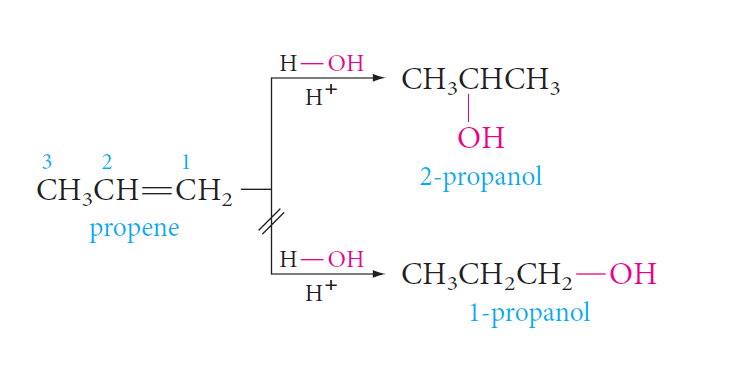 H—OH
H⁺
CH₃CHCH₃
OH
2-propanol
3 2 1
CH₃CH=CH₂
propene
H—OH
H⁺
CH₃CH₂CH₂—OH
1-propanol